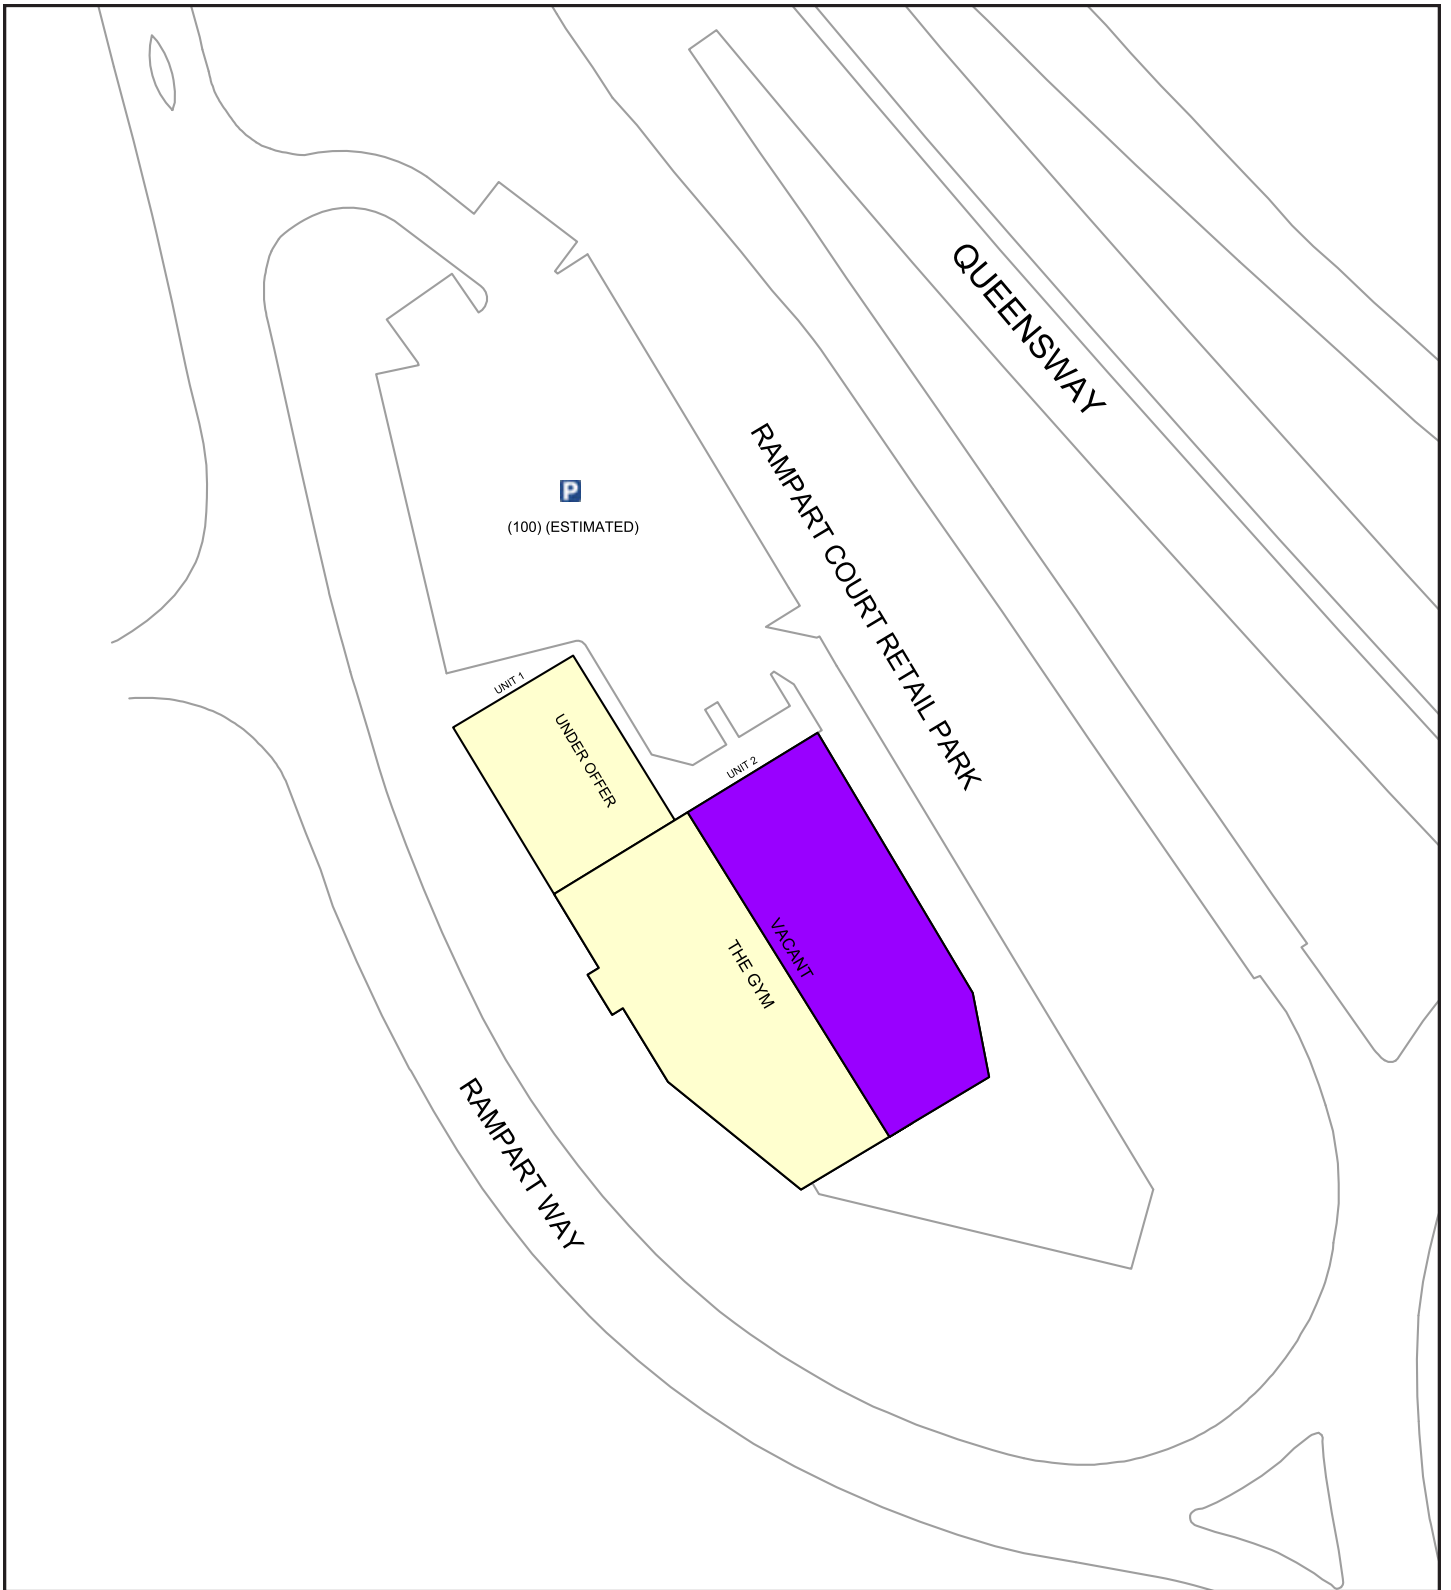 QUEENSWAY
RAMPART COURT RETAIL PARK
P
(100) (ESTIMATED)
UNIT 1
UNDER OFFER
UNIT 2
VACANT
THE GYM
RAMPART WAY